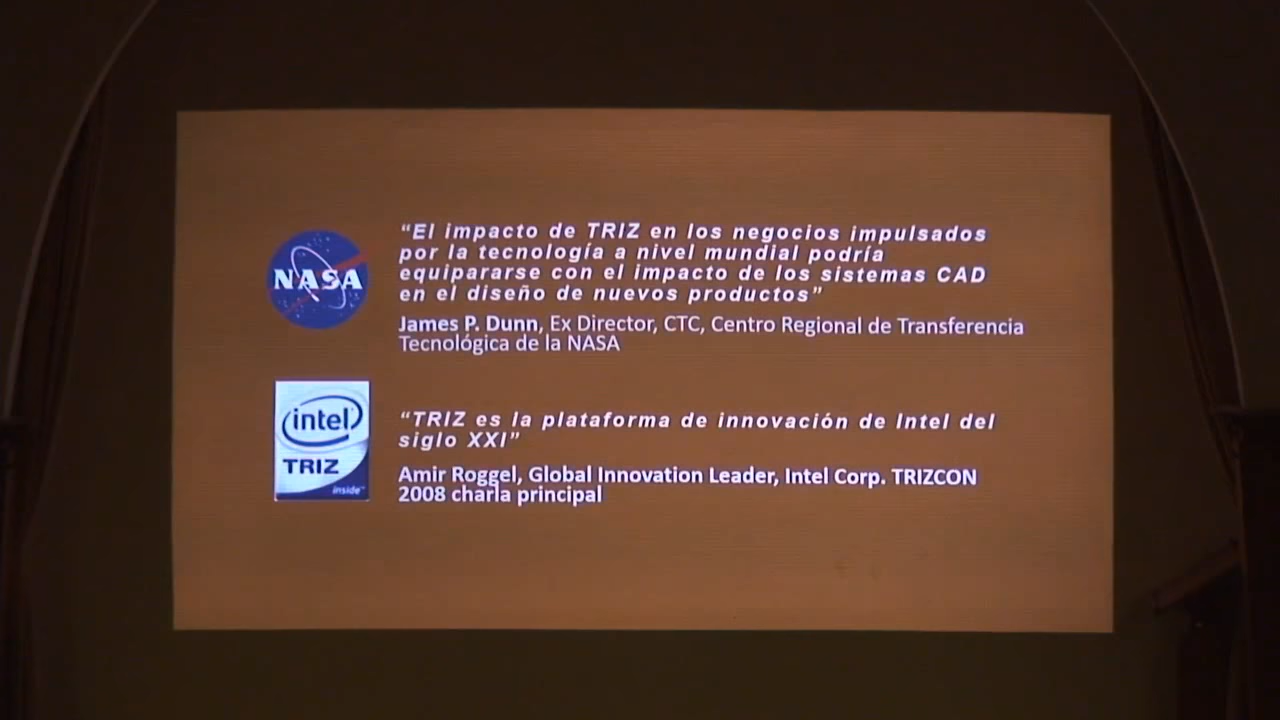 NASA
“El impacto de TRIZ en los negocios impulsados
por la tecnología a nivel mundial podría
equipararse con el impacto de los sistemas CAD
en el diseño de nuevos productos”
James P. Dunn, Ex Director, CTC, Centro Regional de Transferencia
Tecnológica de la NASA
intel
TRIZ
inside™
“TRIZ es la plataforma de innovación de Intel del
siglo XXI”
Amir Roggel, Global Innovation Leader, Intel Corp. TRIZCON
2008 charla principal